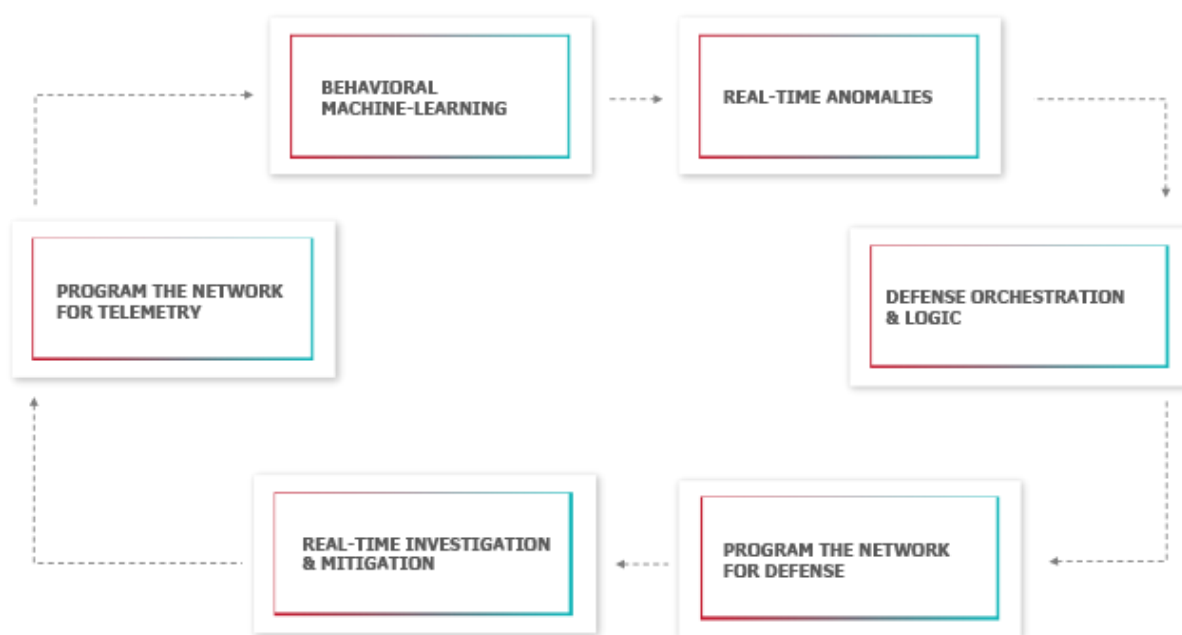 BEHAVIORAL
MACHINE-LEARNING
REAL-TIME ANOMALIES
PROGRAM THE NETWORK
FOR TELEMETRY
DEFENSE ORCHESTRATION
& LOGIC
REAL-TIME INVESTIGATION
& MITIGATION
PROGRAM THE NETWORK
FOR DEFENSE